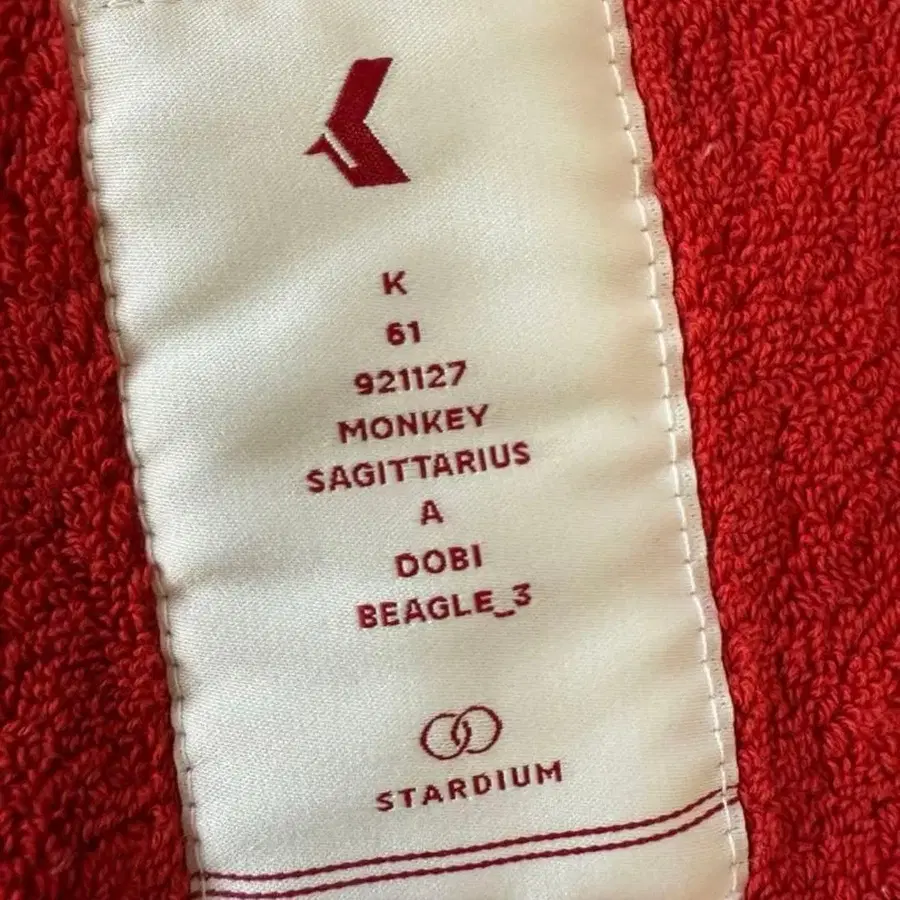 K
61
921127
MONKEY
SAGITTARIUS
A
DOBI
BEAGLE_3
STARDIUM